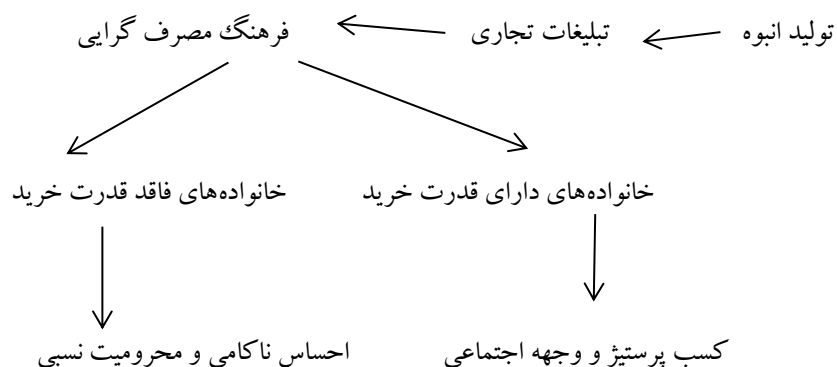 تولید انبوه تبلیغات تجاری فرهنگ مصرف گرایی
خانواده‌های دارای قدرت خرید خانواده‌های فاقد قدرت خرید
کسب پرستیژ و وجهه اجتماعی احساس ناکامی و محرومیت نسبی